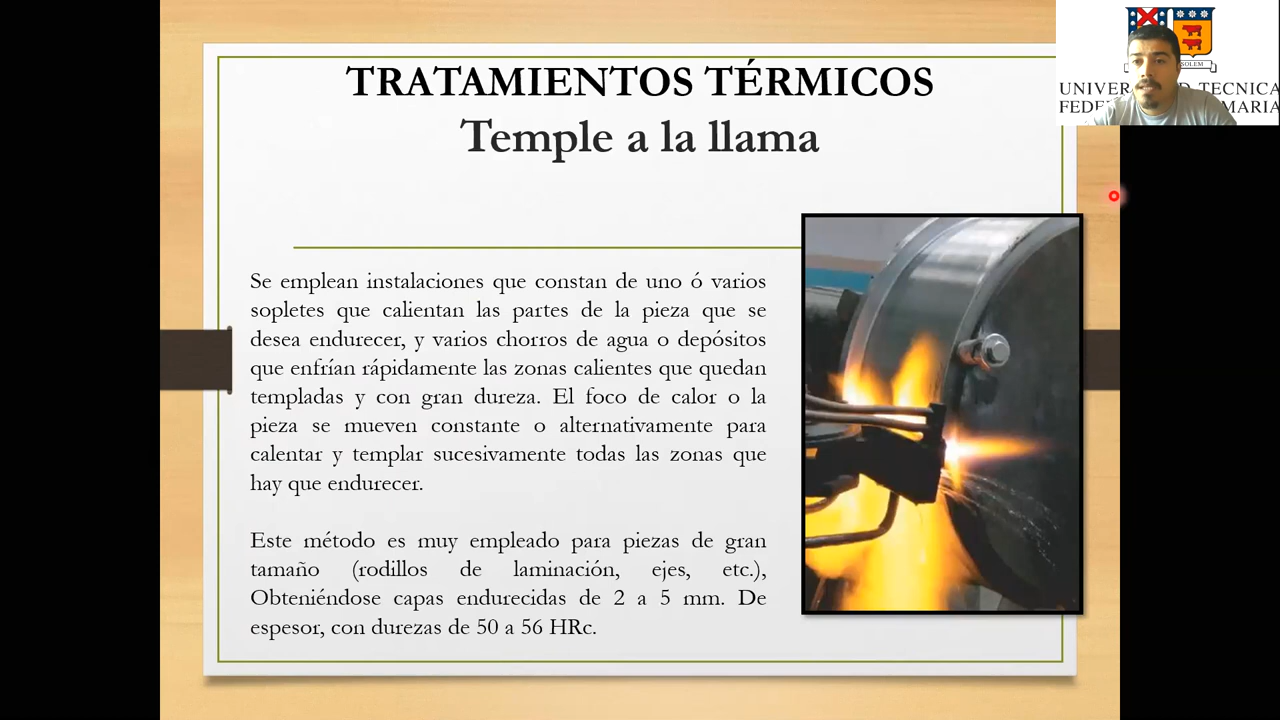 TRATAMIENTOS TÉRMICOS
Temple a la llama
SOLEM
TECNICA
MARIA
Se emplean instalaciones que constan de uno ó varios
sopletes que calientan las partes de la pieza que se
desea endurecer, y varios chorros de agua o depósitos
que enfrían rápidamente las zonas calientes que quedan
templadas y con gran dureza. El foco de calor o la
pieza se mueven constante o alternativamente para
calentar y templar sucesivamente todas las zonas que
hay que endurecer.
Este método es muy empleado para piezas de gran
tamaño (rodillos de laminación, ejes, etc.),
Obteniéndose capas endurecidas de 2 a 5 mm. De
espesor, con durezas de 50 a 56 HRc.